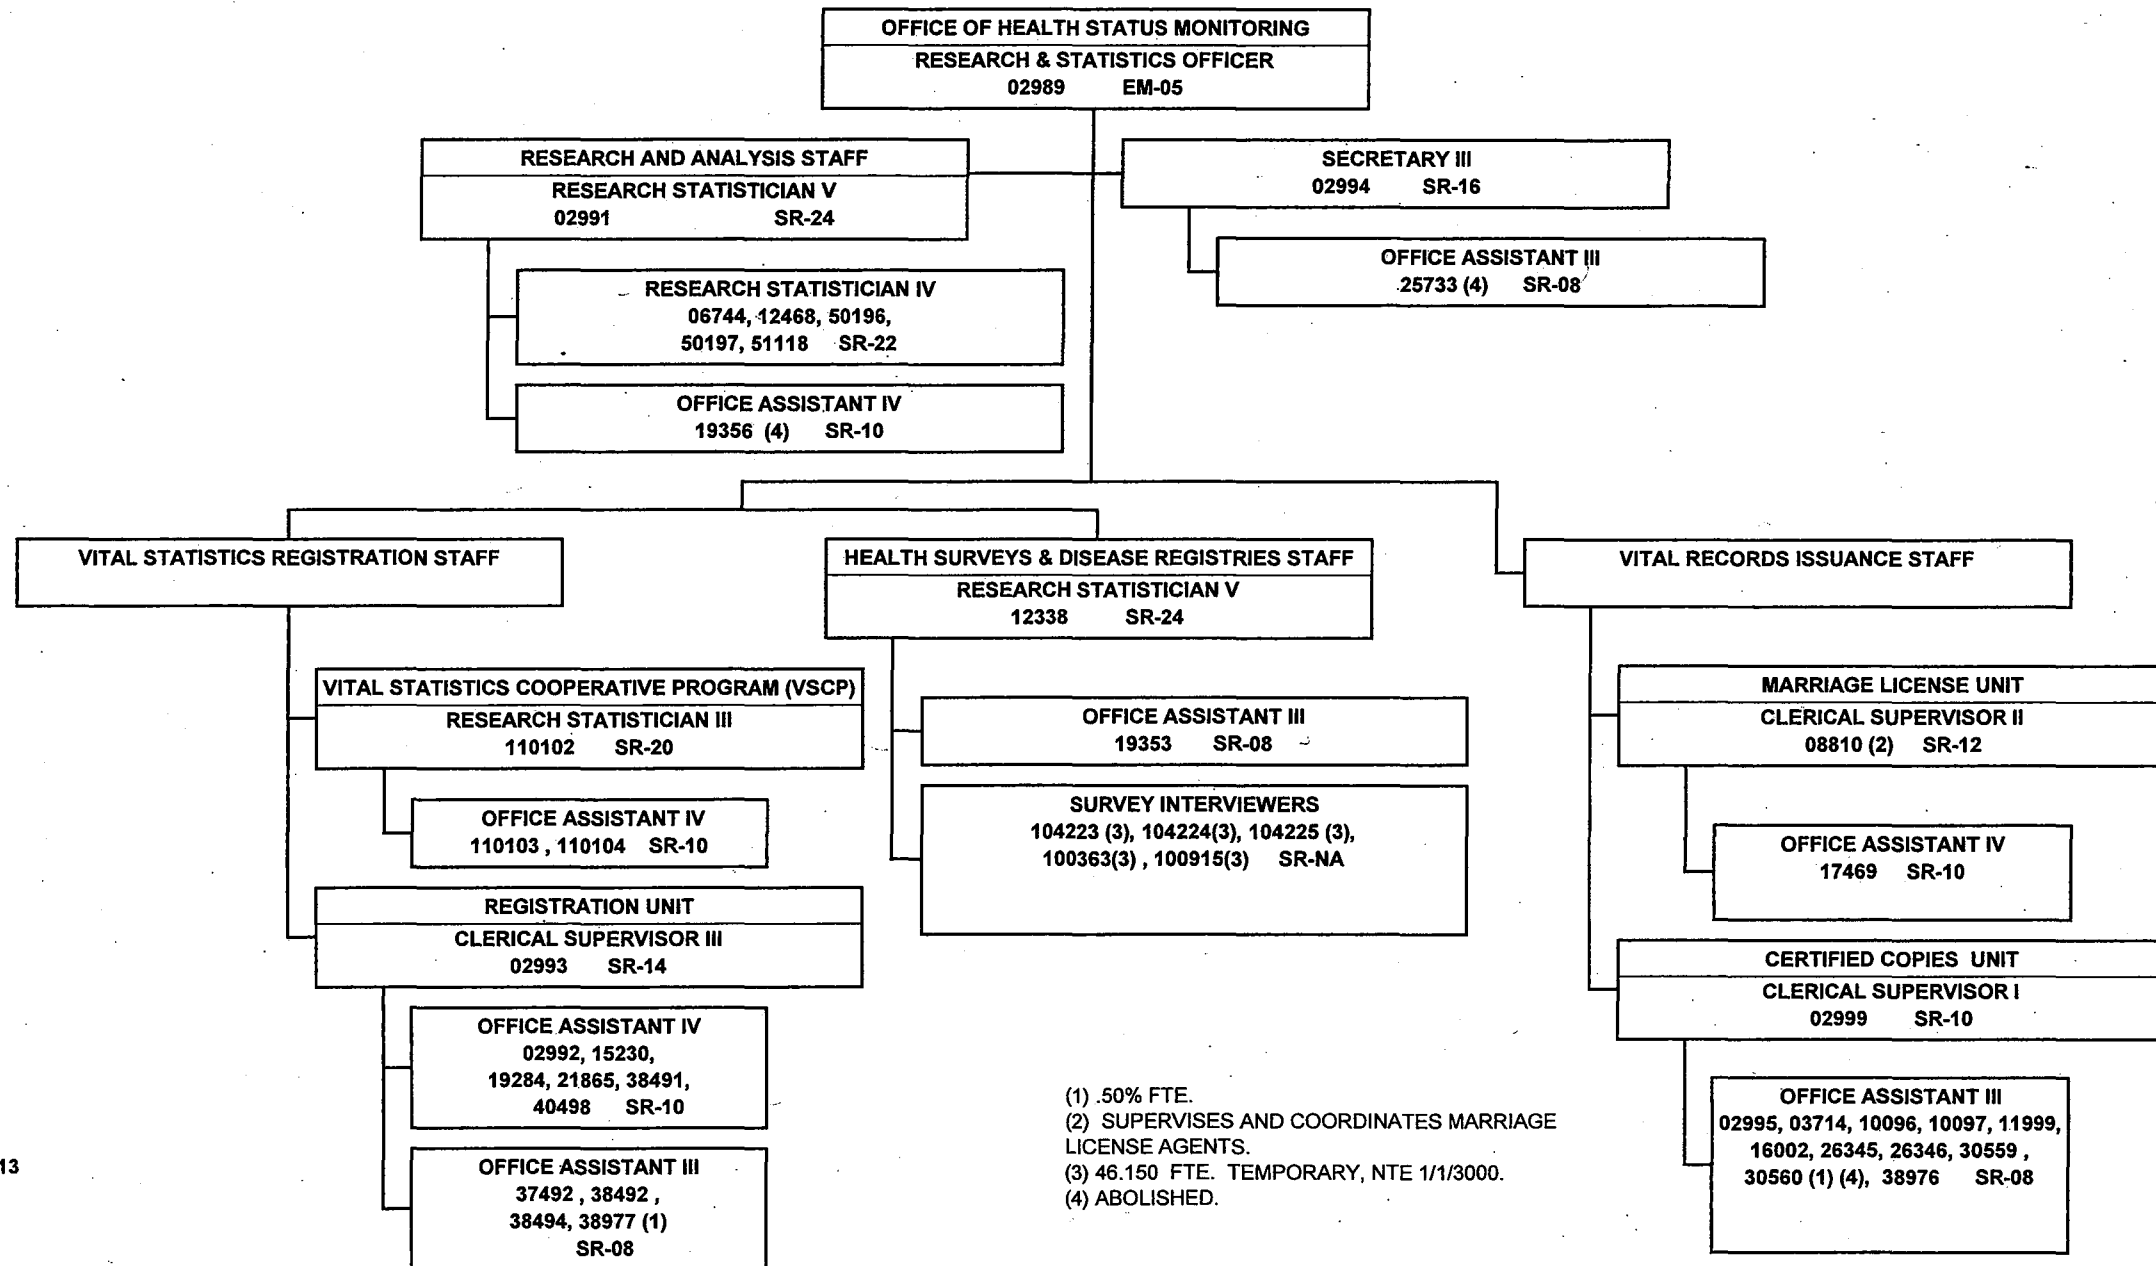 OFFICE OF HEALTH STATUS MONITORING
RESEARCH & STATISTICS OFFICER
02989 EM-05
RESEARCH AND ANALYSIS STAFF
RESEARCH STATISTICIAN V
02991 SR-24
SECRETARY III
02994 SR-16
OFFICE ASSISTANT III
25733 (4) SR-08
RESEARCH STATISTICIAN IV
06744, 12468, 50196,
50197, 51118 SR-22
OFFICE ASSISTANT IV
19356 (4) SR-10
VITAL STATISTICS REGISTRATION STAFF
VITAL STATISTICS COOPERATIVE PROGRAM (VSCP)
RESEARCH STATISTICIAN III
110102 SR-20
OFFICE ASSISTANT IV
110103 , 110104 SR-10
REGISTRATION UNIT
CLERICAL SUPERVISOR III
02993 SR-14
OFFICE ASSISTANT IV
02992, 15230,
19284, 21865, 38491,
40498 SR-10
OFFICE ASSISTANT III
37492 , 38492 ,
38494, 38977 (1)
SR-08
HEALTH SURVEYS & DISEASE REGISTRIES STAFF
RESEARCH STATISTICIAN V
12338 SR-24
OFFICE ASSISTANT III
19353 SR-08
SURVEY INTERVIEWERS
104223 (3), 104224(3), 104225 (3),
100363(3) , 100915(3) SR-NA
VITAL RECORDS ISSUANCE STAFF
MARRIAGE LICENSE UNIT
CLERICAL SUPERVISOR II
08810 (2) SR-12
OFFICE ASSISTANT IV
17469 SR-10
CERTIFIED COPIES UNIT
CLERICAL SUPERVISOR I
02999 SR-10
OFFICE ASSISTANT III
02995, 03714, 10096, 10097, 11999,
16002, 26345, 26346, 30559 ,
30560 (1) (4), 38976 SR-08
(1) .50% FTE.
(2) SUPERVISES AND COORDINATES MARRIAGE
LICENSE AGENTS.
(3) 46.150 FTE. TEMPORARY, NTE 1/1/3000.
(4) ABOLISHED.
13